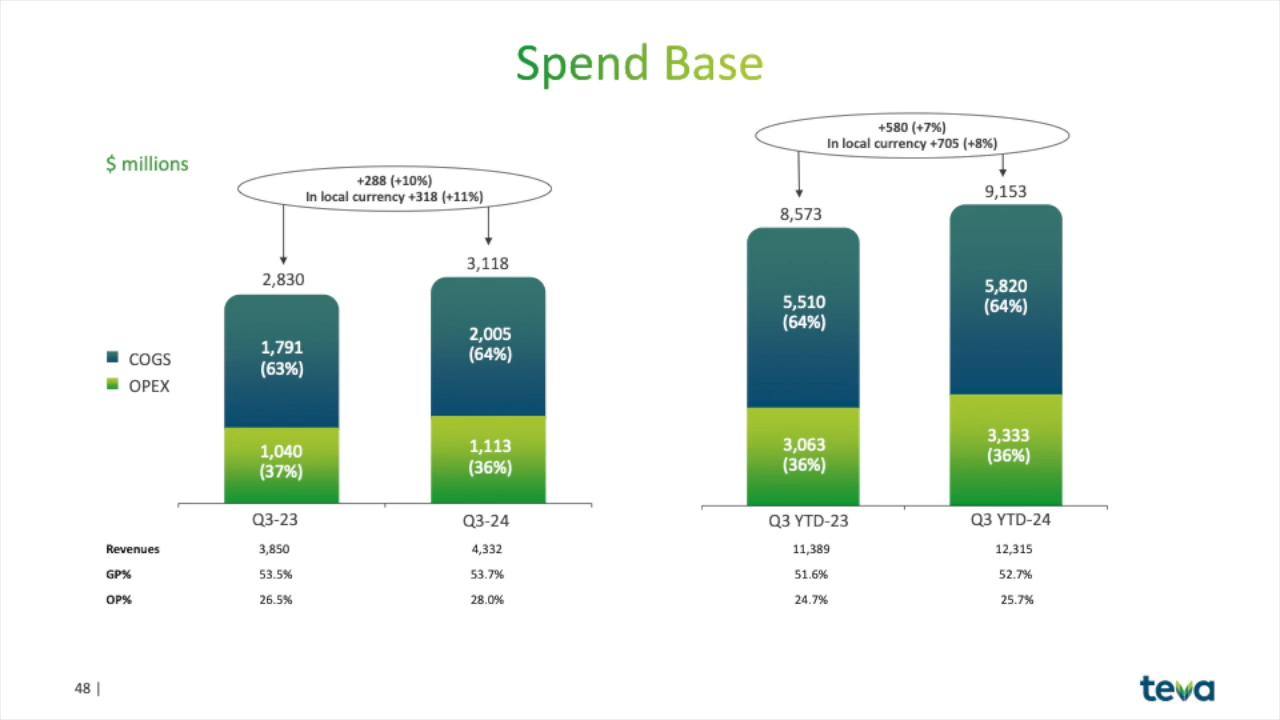 Spend Base
$ millions
+288 (+10%)
In local currency +318 (+11%)
+580 (+7%)
In local currency +705 (+8%)
2,830
3,118
8,573
9,153
1,791
(63%)
2,005
(64%)
5,510
(64%)
5,820
(64%)
COGS
OPEX
1,040
(37%)
1,113
(36%)
3,063
(36%)
3,333
(36%)
Q3-23 Q3-24 Q3 YTD-23 Q3 YTD-24
Revenues 3,850 4,332 11,389 12,315
GP% 53.5% 53.7% 51.6% 52.7%
OP% 26.5% 28.0% 24.7% 25.7%
48 |
teva